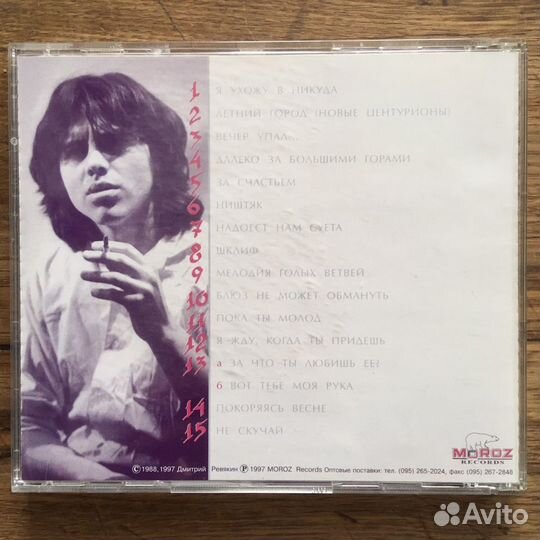 1 Я УХОЖУ В НИКУДА
2 ЛЕТНИЙ ГОРОД (НОВЫЕ ЦЕНТУРИОНЫ)
3 ВЕЧЕР УПАЛ...
4 ДАЛЕКО ЗА БОЛЬШИМИ ГОРАМИ
5 ЗА СЧАСТЬЕМ
6 НИШТЯК
7 НАДОЕСТ НАМ СУЕТА
8 ШКЛИФ
9 МЕЛОДИЯ ГОЛЫХ ВЕТВЕЙ
10 БЛЮЗ НЕ МОЖЕТ ОБМАНУТЬ
11 ПОКА ТЫ МОЛОД
12 Я ЖДУ, КОГДА ТЫ ПРИДЕШЬ
13 а ЗА ЧТО ТЫ ЛЮБИШЬ ЕЕ?
б ВОТ ТЕБЕ МОЯ РУКА
14 ПОКОРЯЯСЬ ВЕСНЕ
15 НЕ СКУЧАЙ
MOROZ
RECORDS
© 1988, 1997 Дмитрий Ревякин ℗ 1997 MOROZ Records Оптовые поставки: тел. (095) 265-2024, факс (095) 267-2848
Avito